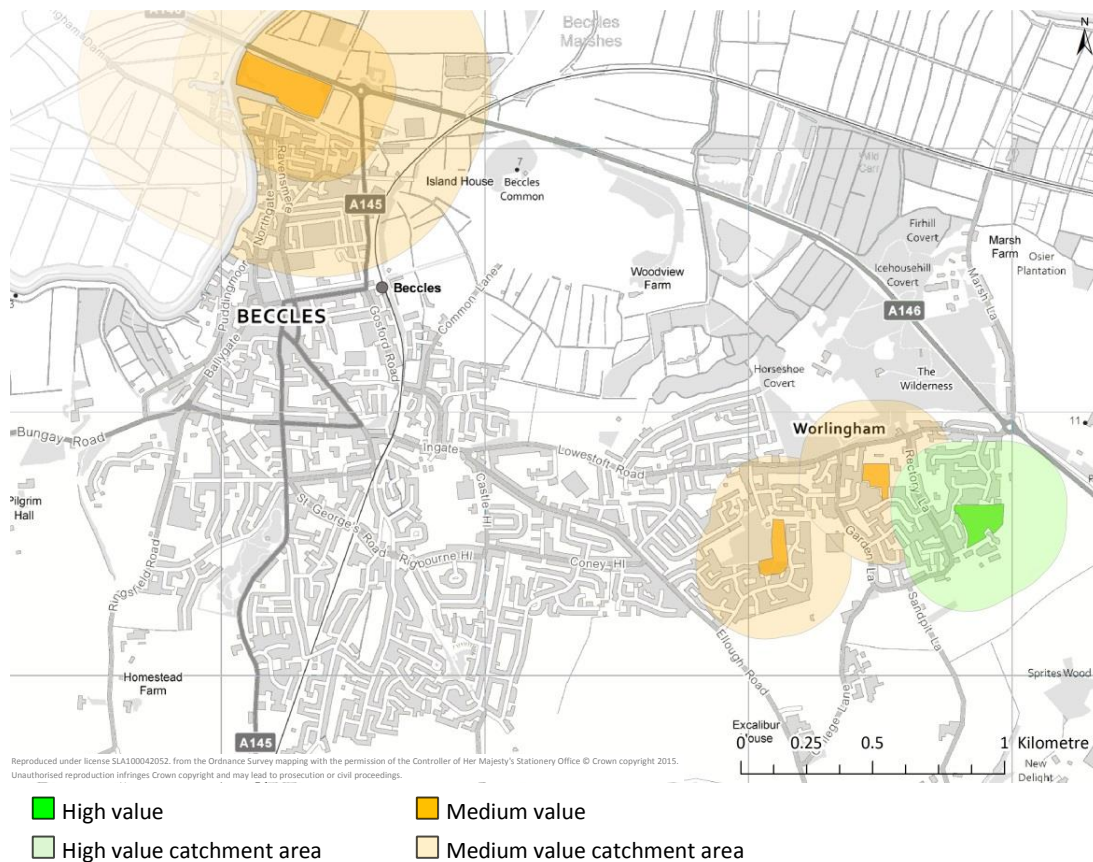 A146
Beccles
Marshes
N
2
Northgate
Ravensmere
A145
Island House
7
Beccles
Common
Wild
Carr
Firhill
Covert
Marsh
Farm
Osier
Plantation
Icehousehill
Covert
Woodview
Farm
Marsh La
A146
Puddingmoor
Beccles
BECCLES
Common Lane
Gosford Road
Ballygate
Horseshoe
Covert
The
Wilderness
Bungay Road
Ingate
Lowestoft Road
Worlingham
11
Rectory La
Pilgrim
Hall
Castle Hl
St George's Road
Rigbourne Hl
Coney Hl
Garden La
Ringsfield Road
Sandpit La
Ellough Road
Homestead
Farm
Sprites Wood
College Lane
Excalibur
A145
0 0.25 0.5 1 Kilometre
New
Delight
Reproduced under license SLA100042052. from the Ordnance Survey mapping with the permission of the Controller of Her Majesty's Stationery Office © Crown copyright 2015.
Unauthorised reproduction infringes Crown copyright and may lead to prosecution or civil proceedings.
High value
Medium value
High value catchment area
Medium value catchment area